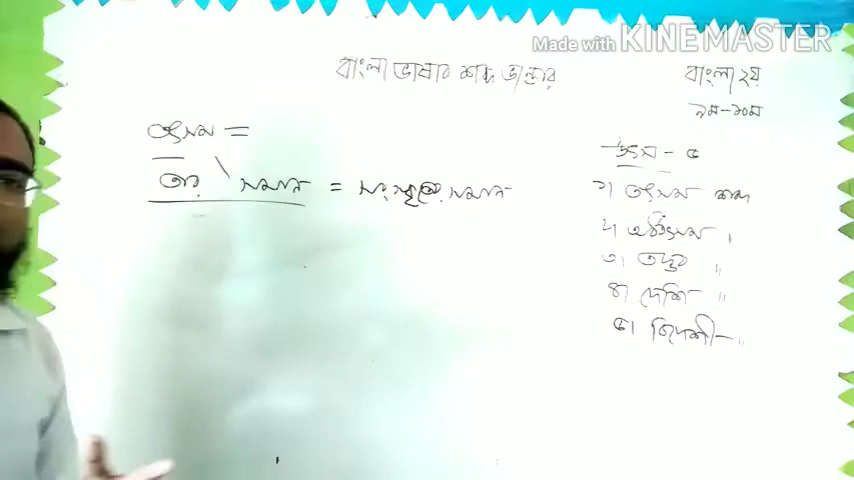 Made with KINEMASTER
বাংলা ভাষার শব্দ ভান্ডার
বাংলা ২য়
৯ম-১০ম
তৎসম =
তার \ সমান = সংস্কৃতের সমান
উৎস - ৫
১। তৎসম শব্দ
২। অর্ধতৎসম "
৩। তদ্ভব "
৪। দেশি "
৫। বিদেশী - "